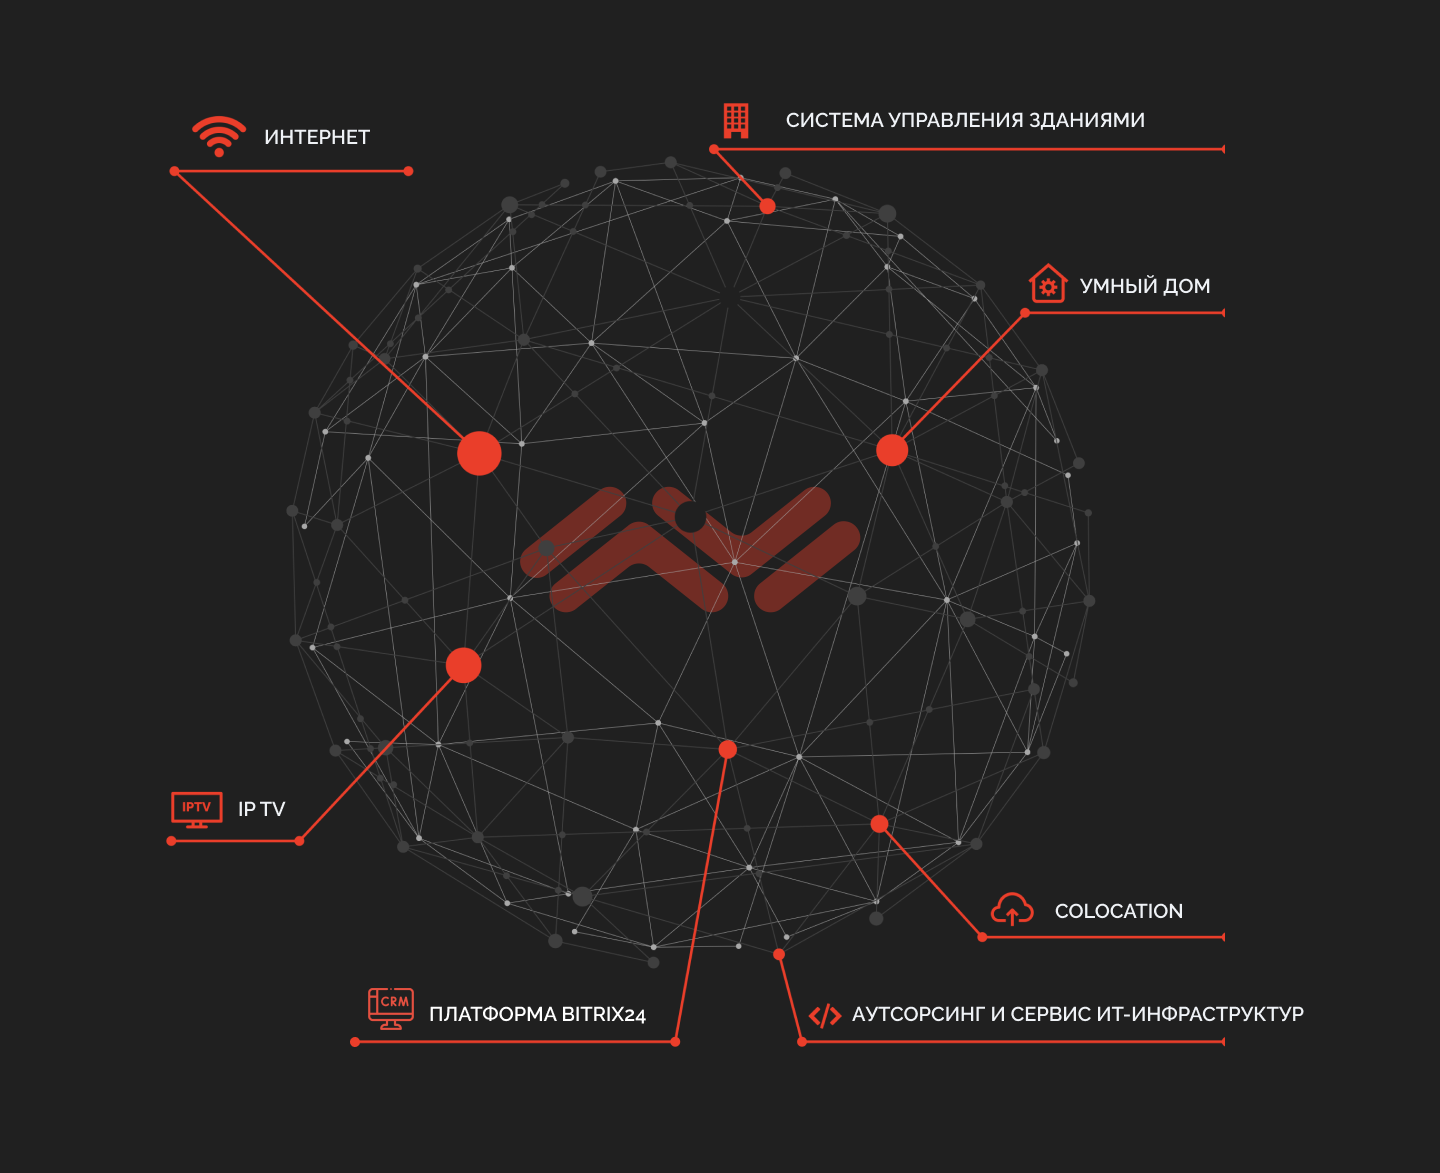 ИНТЕРНЕТ
СИСТЕМА УПРАВЛЕНИЯ ЗДАНИЯМИ
УМНЫЙ ДОМ
IPTV
IP TV
COLOCATION
CRM
ПЛАТФОРМА BITRIX24
</> АУТСОРСИНГ И СЕРВИС ИТ-ИНФРАСТРУКТУР